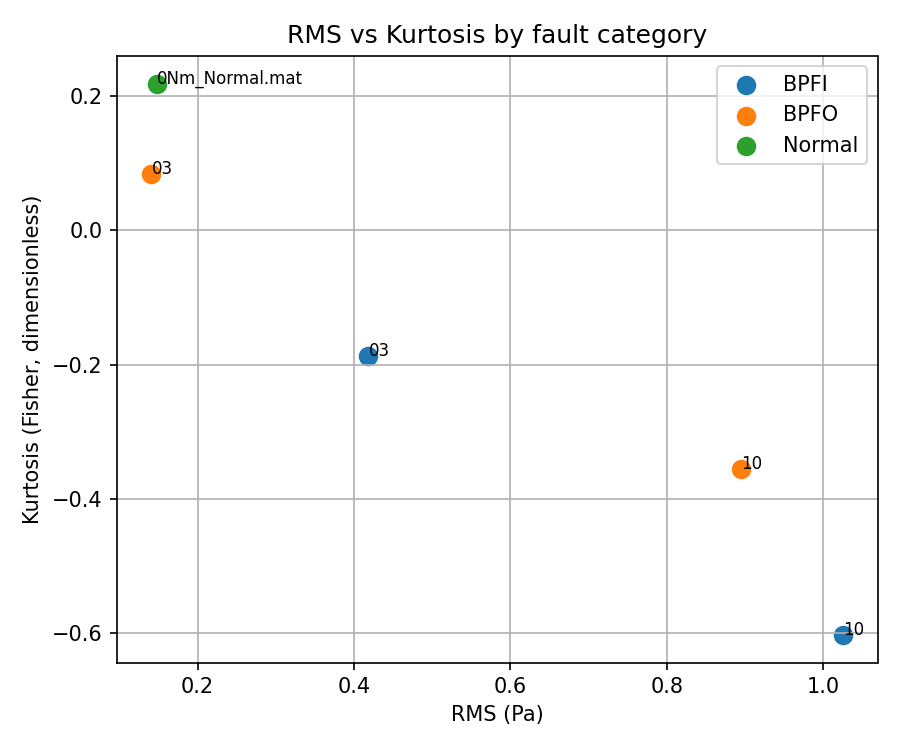 RMS vs Kurtosis by fault category
0Nm_Normal.mat
03
03
10
10
BPFI
BPFO
Normal
0.2
0.0
−0.2
−0.4
−0.6
Kurtosis (Fisher, dimensionless)
0.2 0.4 0.6 0.8 1.0
RMS (Pa)